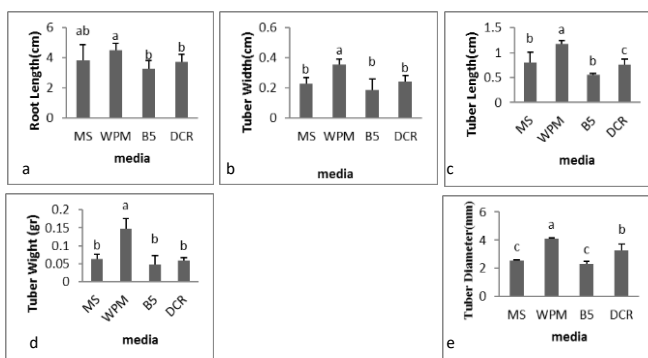 Root Length(cm)
6
4
2
0
ab a b b
MS WPM B5 DCR
media
a
Tuber Width(cm)
0.6
0.4
0.2
0
b a b b
MS WPM B5 DCR
media
b
Tuber Length(cm)
1.5
1
0.5
0
b a b c
MS WPM B5 DCR
media
c
Tuber Wight (gr)
0.2
0.15
0.1
0.05
0
b a b b
MS WPM B5 DCR
media
d
Tuber Diameter(mm)
6
4
2
0
c a c b
MS WPM B5 DCR
media
e